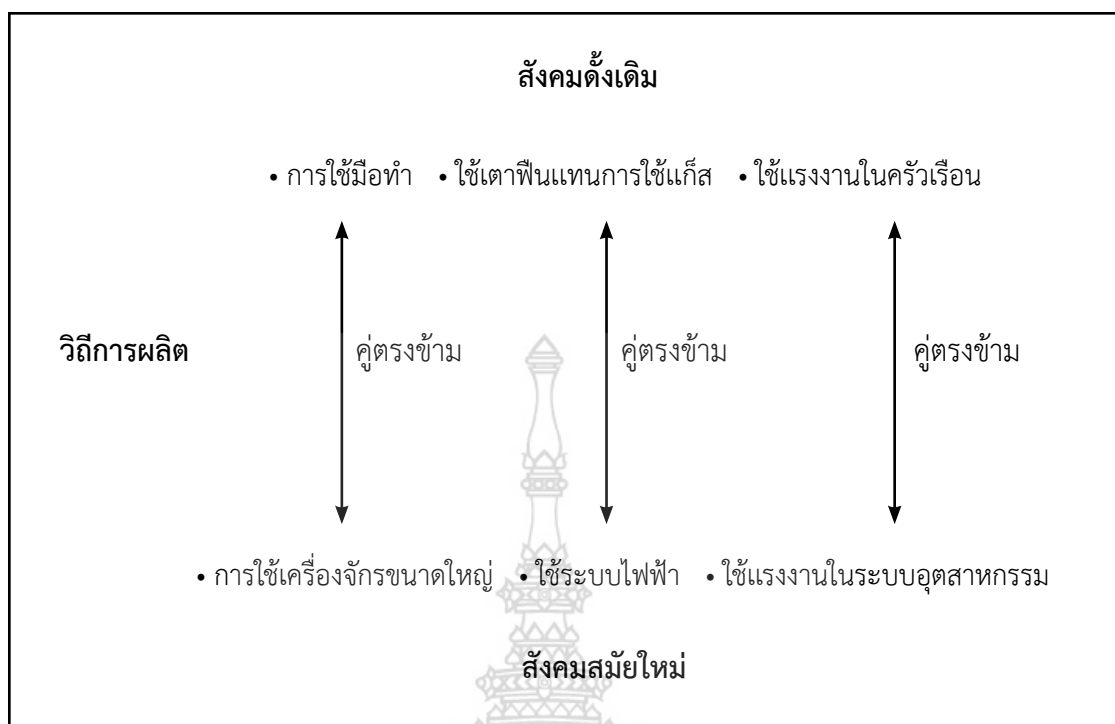 สังคมดั้งเดิม
• การใช้มือทำ • ใช้เตาฟืนแทนการใช้แก็ส • ใช้แรงงานในครัวเรือน
วิถีการผลิต คู่ตรงข้าม คู่ตรงข้าม คู่ตรงข้าม
• การใช้เครื่องจักรขนาดใหญ่ • ใช้ระบบไฟฟ้า • ใช้แรงงานในระบบอุตสาหกรรม
สังคมสมัยใหม่